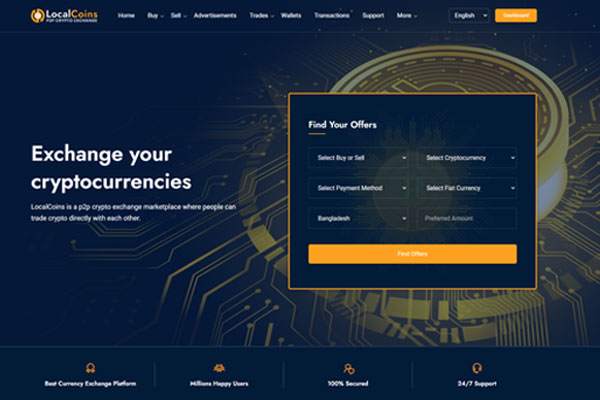 LocalCoins
P2P CRYPTO EXCHANGE
Home Buy Sell Advertisements Trades Wallets Transactions Support More English Dashboard
Exchange your
cryptocurrencies
LocalCoins is a p2p crypto exchange marketplace where people can
trade crypto directly with each other.
Find Your Offers
Select Buy or Sell Select Cryptocurrency
Select Payment Method Select Fiat Currency
Bangladesh Preferred Amount
Find Offers
Best Currency Exchange Platform Millions Happy Users 100% Secured 24/7 Support